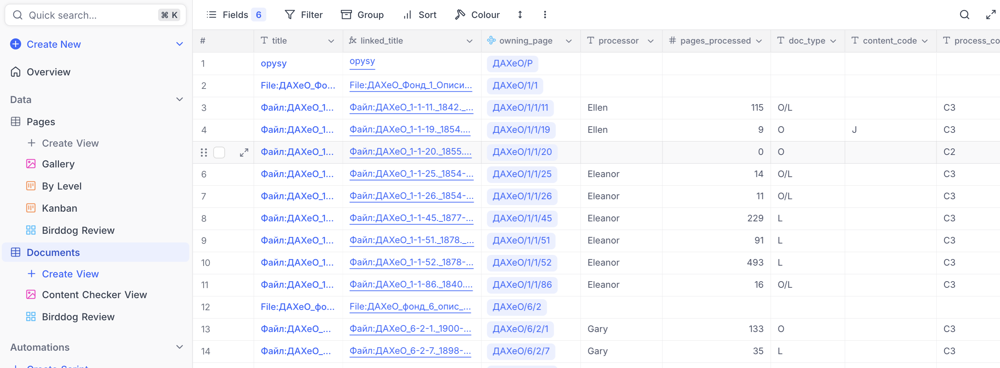 Quick search... ⌘ K
Create New
Overview
Data
Pages
Create View
Gallery
By Level
Kanban
Birddog Review
Documents
Create View
Content Checker View
Birddog Review
Automations
Create Script
Fields 6 Filter Group Sort Colour
# title linked_title owning_page processor pages_processed doc_type content_code process_co
1 opysy opysy ДАХеО/Р
2 File:ДАХеО_Фо... File:ДАХеО_Фонд_1_Описи... ДАХеО/1/1
3 Файл:ДАХеО_1... Файл:ДАХеО_1-1-11._1842._... ДАХеО/1/1/11 Ellen 115 O/L C3
4 Файл:ДАХеО_1... Файл:ДАХеО_1-1-19._1854.... ДАХеО/1/1/19 Ellen 9 O J C3
Файл:ДАХеО_1... Файл:ДАХеО_1-1-20._1855.... ДАХеО/1/1/20 0 O C2
6 Файл:ДАХеО_1... Файл:ДАХеО_1-1-25._1854-... ДАХеО/1/1/25 Eleanor 14 O/L C3
7 Файл:ДАХеО_1... Файл:ДАХеО_1-1-26._1854-... ДАХеО/1/1/26 Eleanor 11 O/L C3
8 Файл:ДАХеО_1... Файл:ДАХеО_1-1-45._1877-... ДАХеО/1/1/45 Eleanor 229 L C3
9 Файл:ДАХеО_1... Файл:ДАХеО_1-1-51._1878._... ДАХеО/1/1/51 Eleanor 91 L C3
10 Файл:ДАХеО_1... Файл:ДАХеО_1-1-52._1878-... ДАХеО/1/1/52 Eleanor 493 L C3
11 Файл:ДАХеО_1... Файл:ДАХеО_1-1-86._1840.... ДАХеО/1/1/86 Eleanor 16 O/L C3
12 File:ДАХеО_фо... File:ДАХеО_фонд_6_опис_... ДАХеО/6/2
13 Файл:ДАХеО_... Файл:ДАХеО_6-2-1._1900-... ДАХеО/6/2/1 Gary 133 O C3
14 Файл:ДАХеО_... Файл:ДАХеО_6-2-7._1898-... ДАХеО/6/2/7 Gary 35 L C3